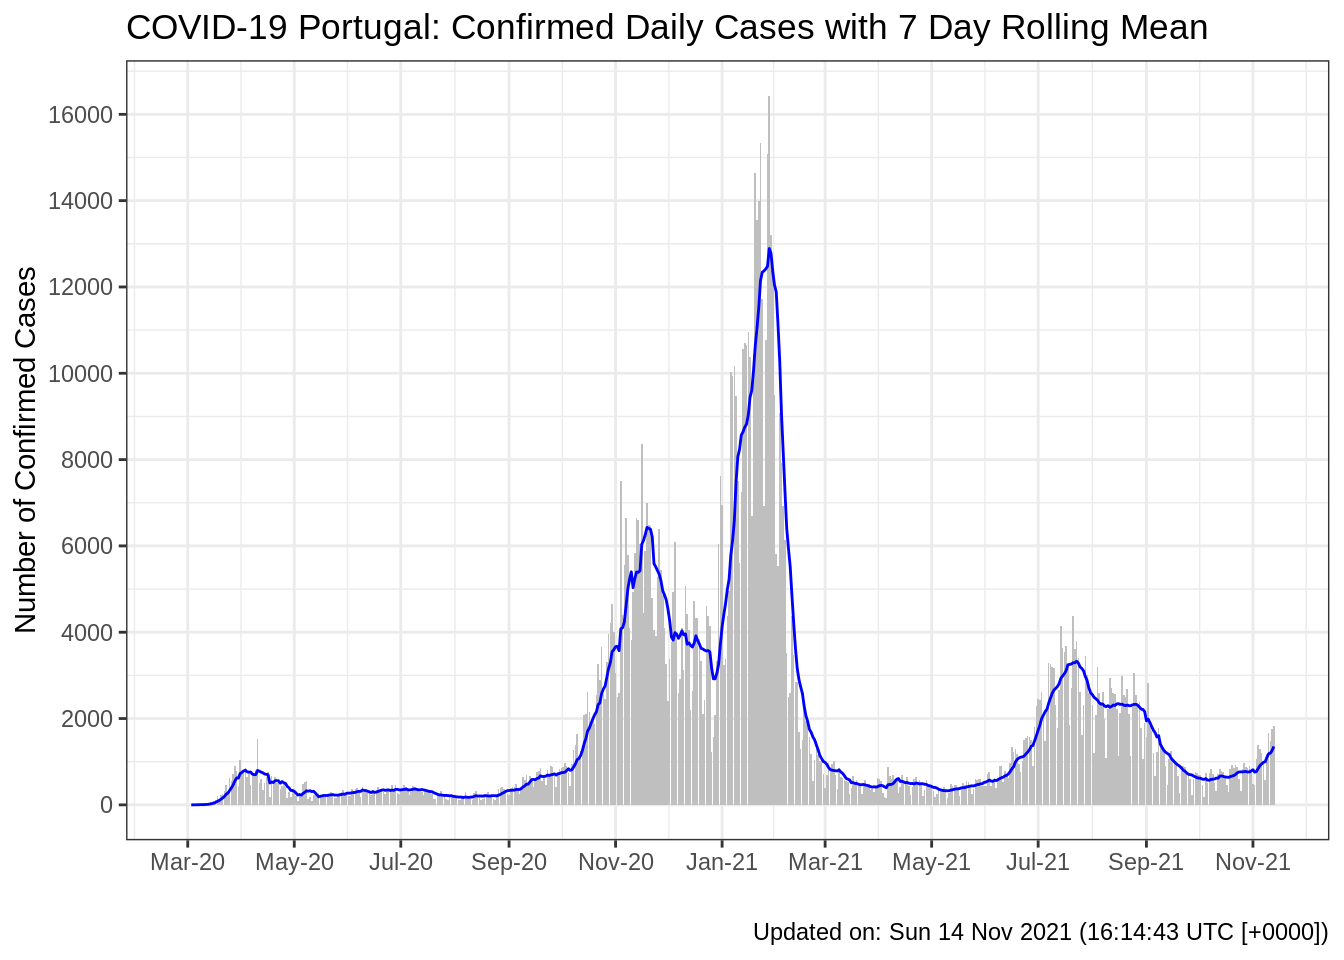 COVID-19 Portugal: Confirmed Daily Cases with 7 Day Rolling Mean
Number of Confirmed Cases
16000
14000
12000
10000
8000
6000
4000
2000
0
Mar-20 May-20 Jul-20 Sep-20 Nov-20 Jan-21 Mar-21 May-21 Jul-21 Sep-21 Nov-21
Updated on: Sun 14 Nov 2021 (16:14:43 UTC [+0000])